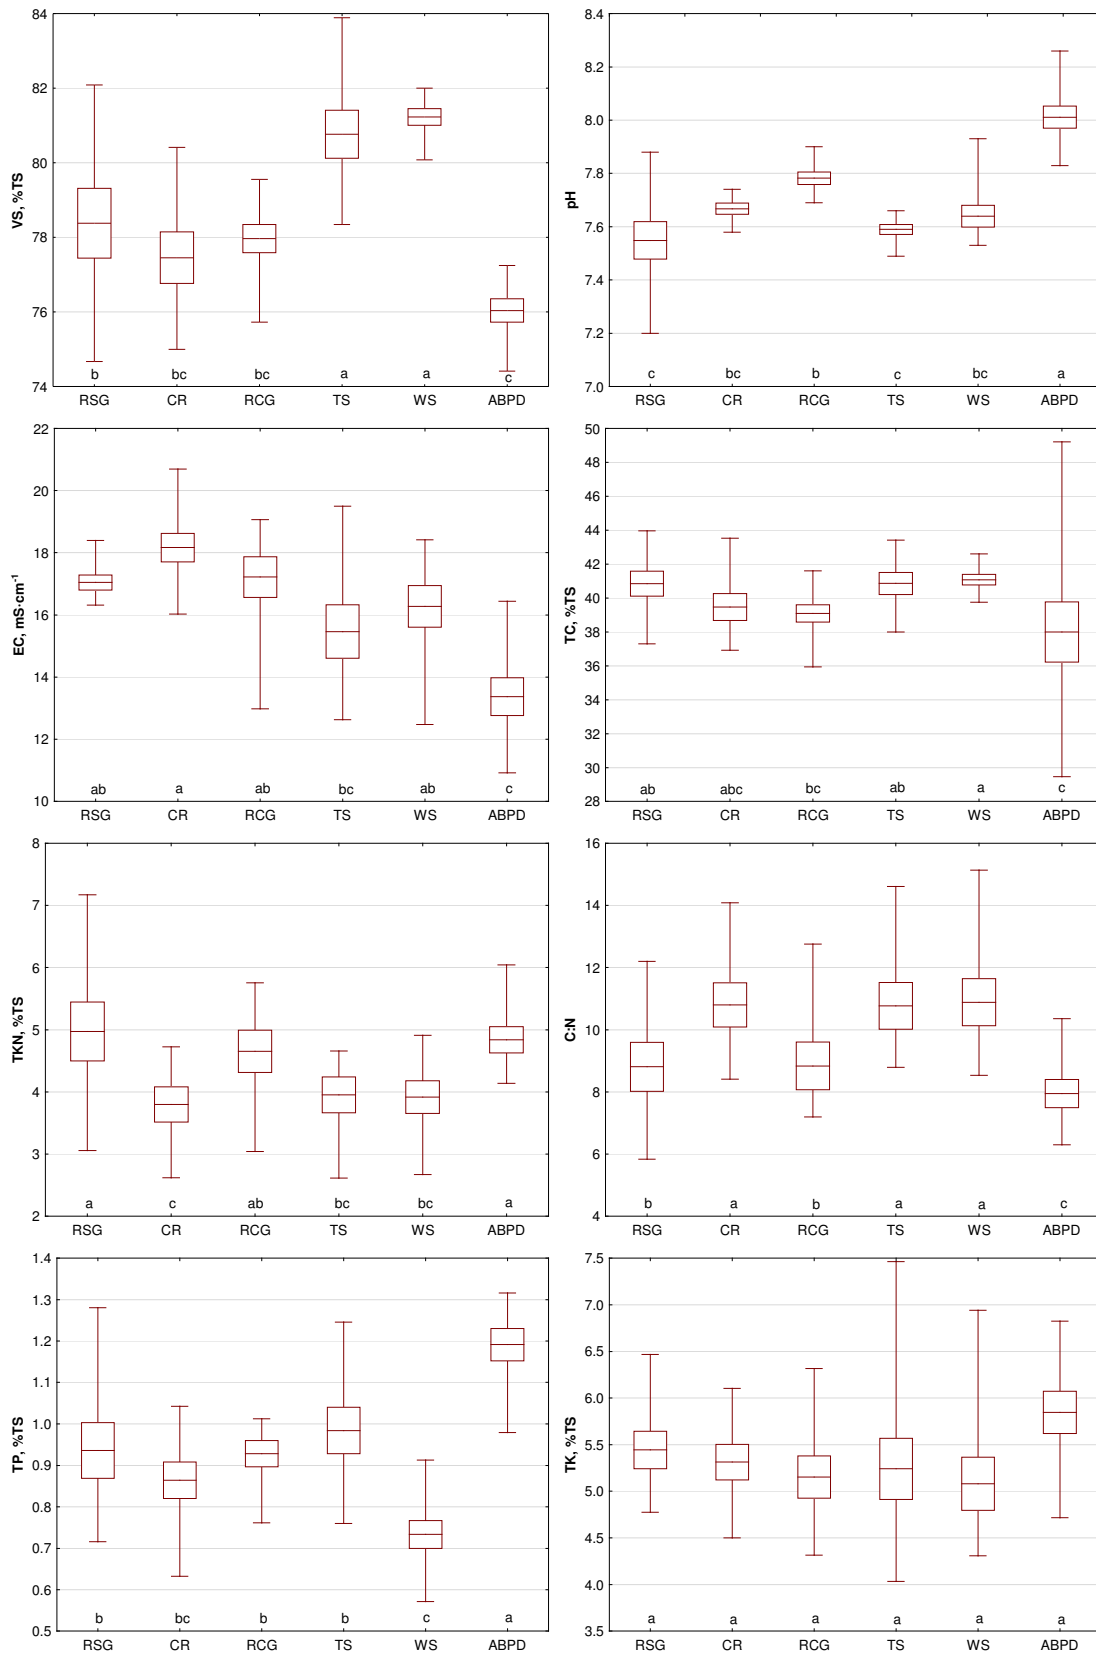 84
82
80
78
76
74
VS, %TS
b bc bc a a c
RSG CR RCG TS WS ABPD
8.4
8.2
8.0
7.8
7.6
7.4
7.2
7.0
pH
c bc b c bc a
RSG CR RCG TS WS ABPD
22
20
18
16
14
12
10
EC, mS·cm⁻¹
ab a ab bc ab c
RSG CR RCG TS WS ABPD
50
48
46
44
42
40
38
36
34
32
30
28
TC, %TS
ab abc bc ab a c
RSG CR RCG TS WS ABPD
8
7
6
5
4
3
2
TKN, %TS
a c ab bc bc a
RSG CR RCG TS WS ABPD
16
14
12
10
8
6
4
C:N
b a b a a c
RSG CR RCG TS WS ABPD
1.4
1.3
1.2
1.1
1.0
0.9
0.8
0.7
0.6
0.5
TP, %TS
b bc b b c a
RSG CR RCG TS WS ABPD
7.5
7.0
6.5
6.0
5.5
5.0
4.5
4.0
3.5
TK, %TS
a a a a a a
RSG CR RCG TS WS ABPD